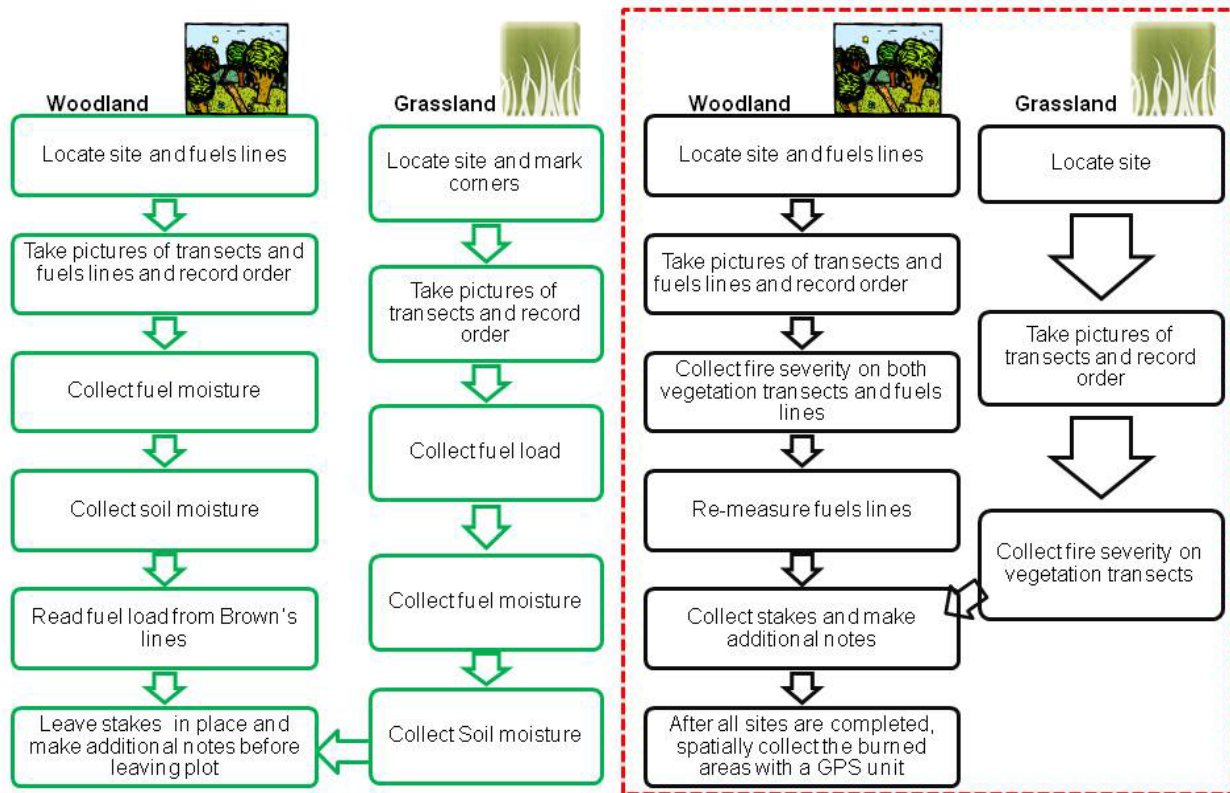 Woodland
Locate site and fuels lines
Take pictures of transects and
fuels lines and record order
Collect fuel moisture
Collect soil moisture
Read fuel load from Brown's
lines
Leave stakes in place and
make additional notes before
leaving plot
Grassland
Locate site and mark
corners
Take pictures of
transects and record
order
Collect fuel load
Collect fuel moisture
Collect Soil moisture
Woodland
Locate site and fuels lines
Take pictures of transects and
fuels lines and record order
Collect fire severity on both
vegetation transects and fuels
lines
Re-measure fuels lines
Collect stakes and make
additional notes
After all sites are completed,
spatially collect the burned
areas with a GPS unit
Grassland
Locate site
Take pictures of
transects and record
order
Collect fire severity on
vegetation transects